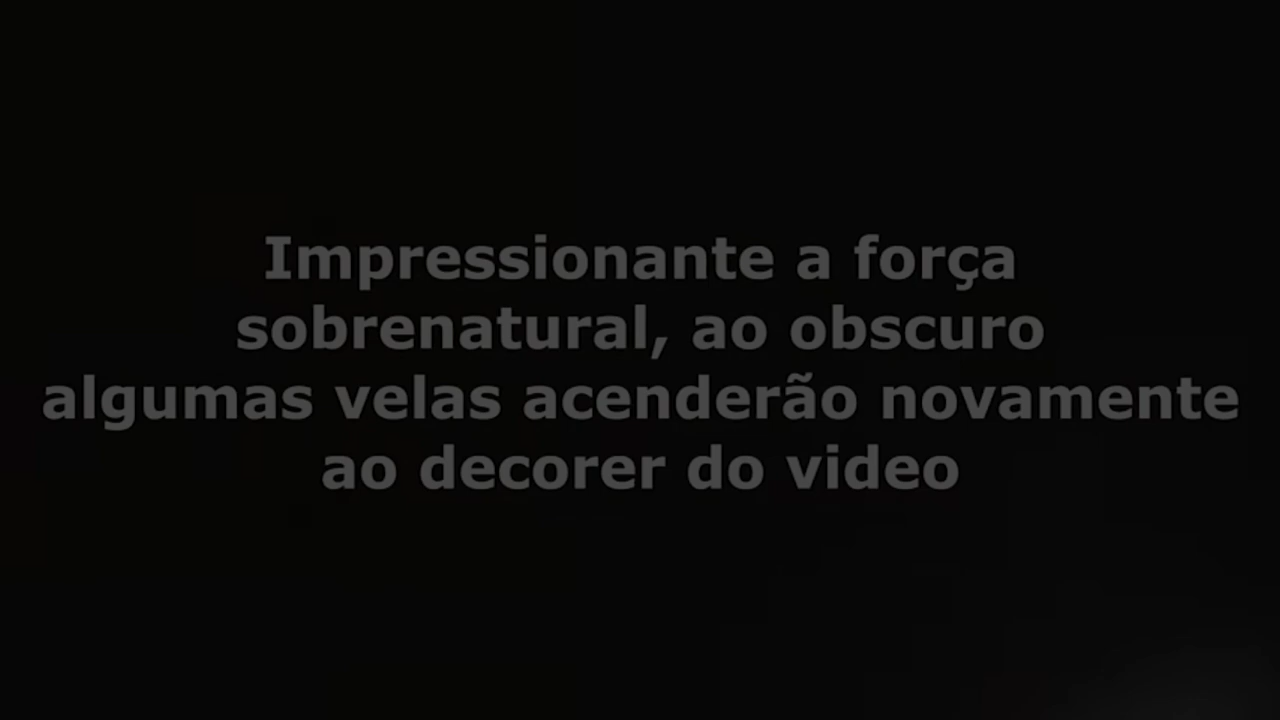 Impressionante a força
sobrenatural, ao obscuro
algumas velas acenderão novamente
ao decorer do video